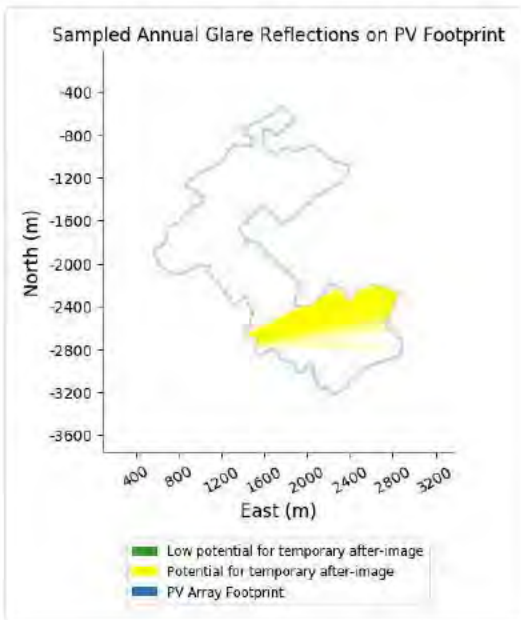 Sampled Annual Glare Reflections on PV Footprint
-400
-800
-1200
-1600
-2000
-2400
-2800
-3200
-3600
North (m)
400
800
1200
1600
2000
2400
2800
3200
East (m)
Low potential for temporary after-image
Potential for temporary after-image
PV Array Footprint